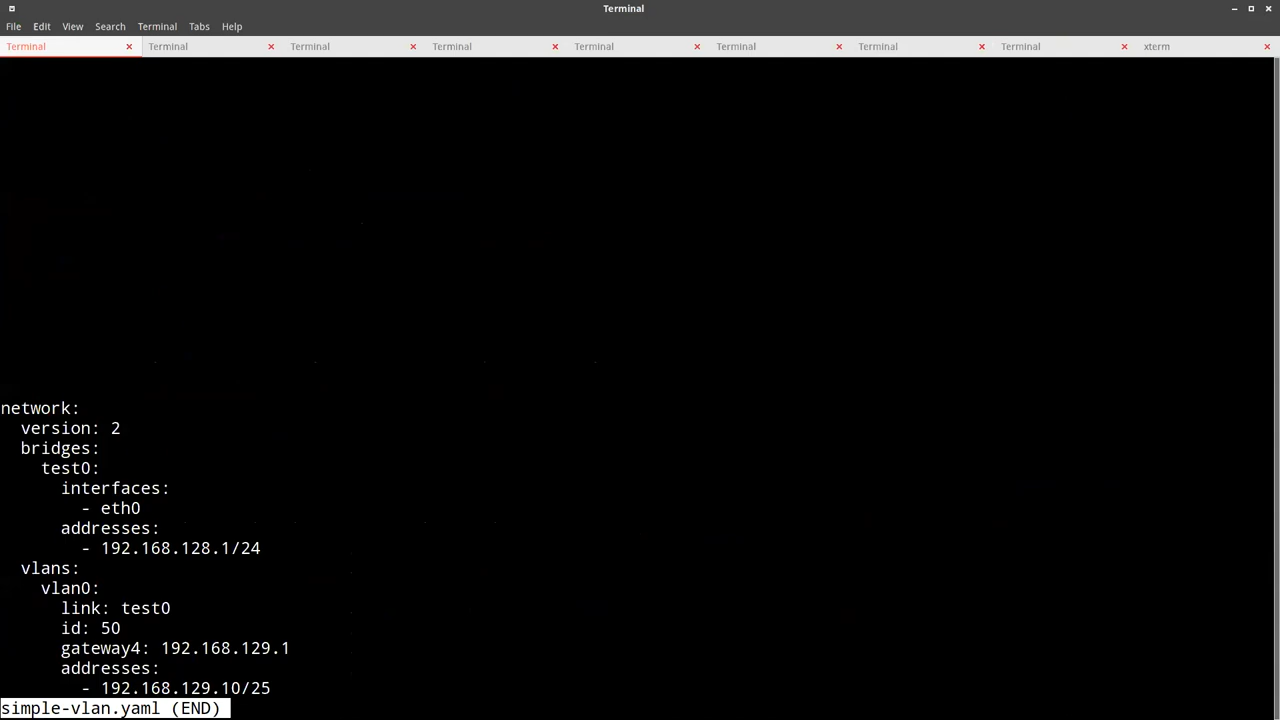 Terminal
File Edit View Search Terminal Tabs Help
Terminal Terminal Terminal Terminal Terminal Terminal Terminal Terminal xterm
network:
  version: 2
  bridges:
    test0:
      interfaces:
        - eth0
      addresses:
        - 192.168.128.1/24
  vlans:
    vlan0:
      link: test0
      id: 50
      gateway4: 192.168.129.1
      addresses:
        - 192.168.129.10/25
simple-vlan.yaml (END)